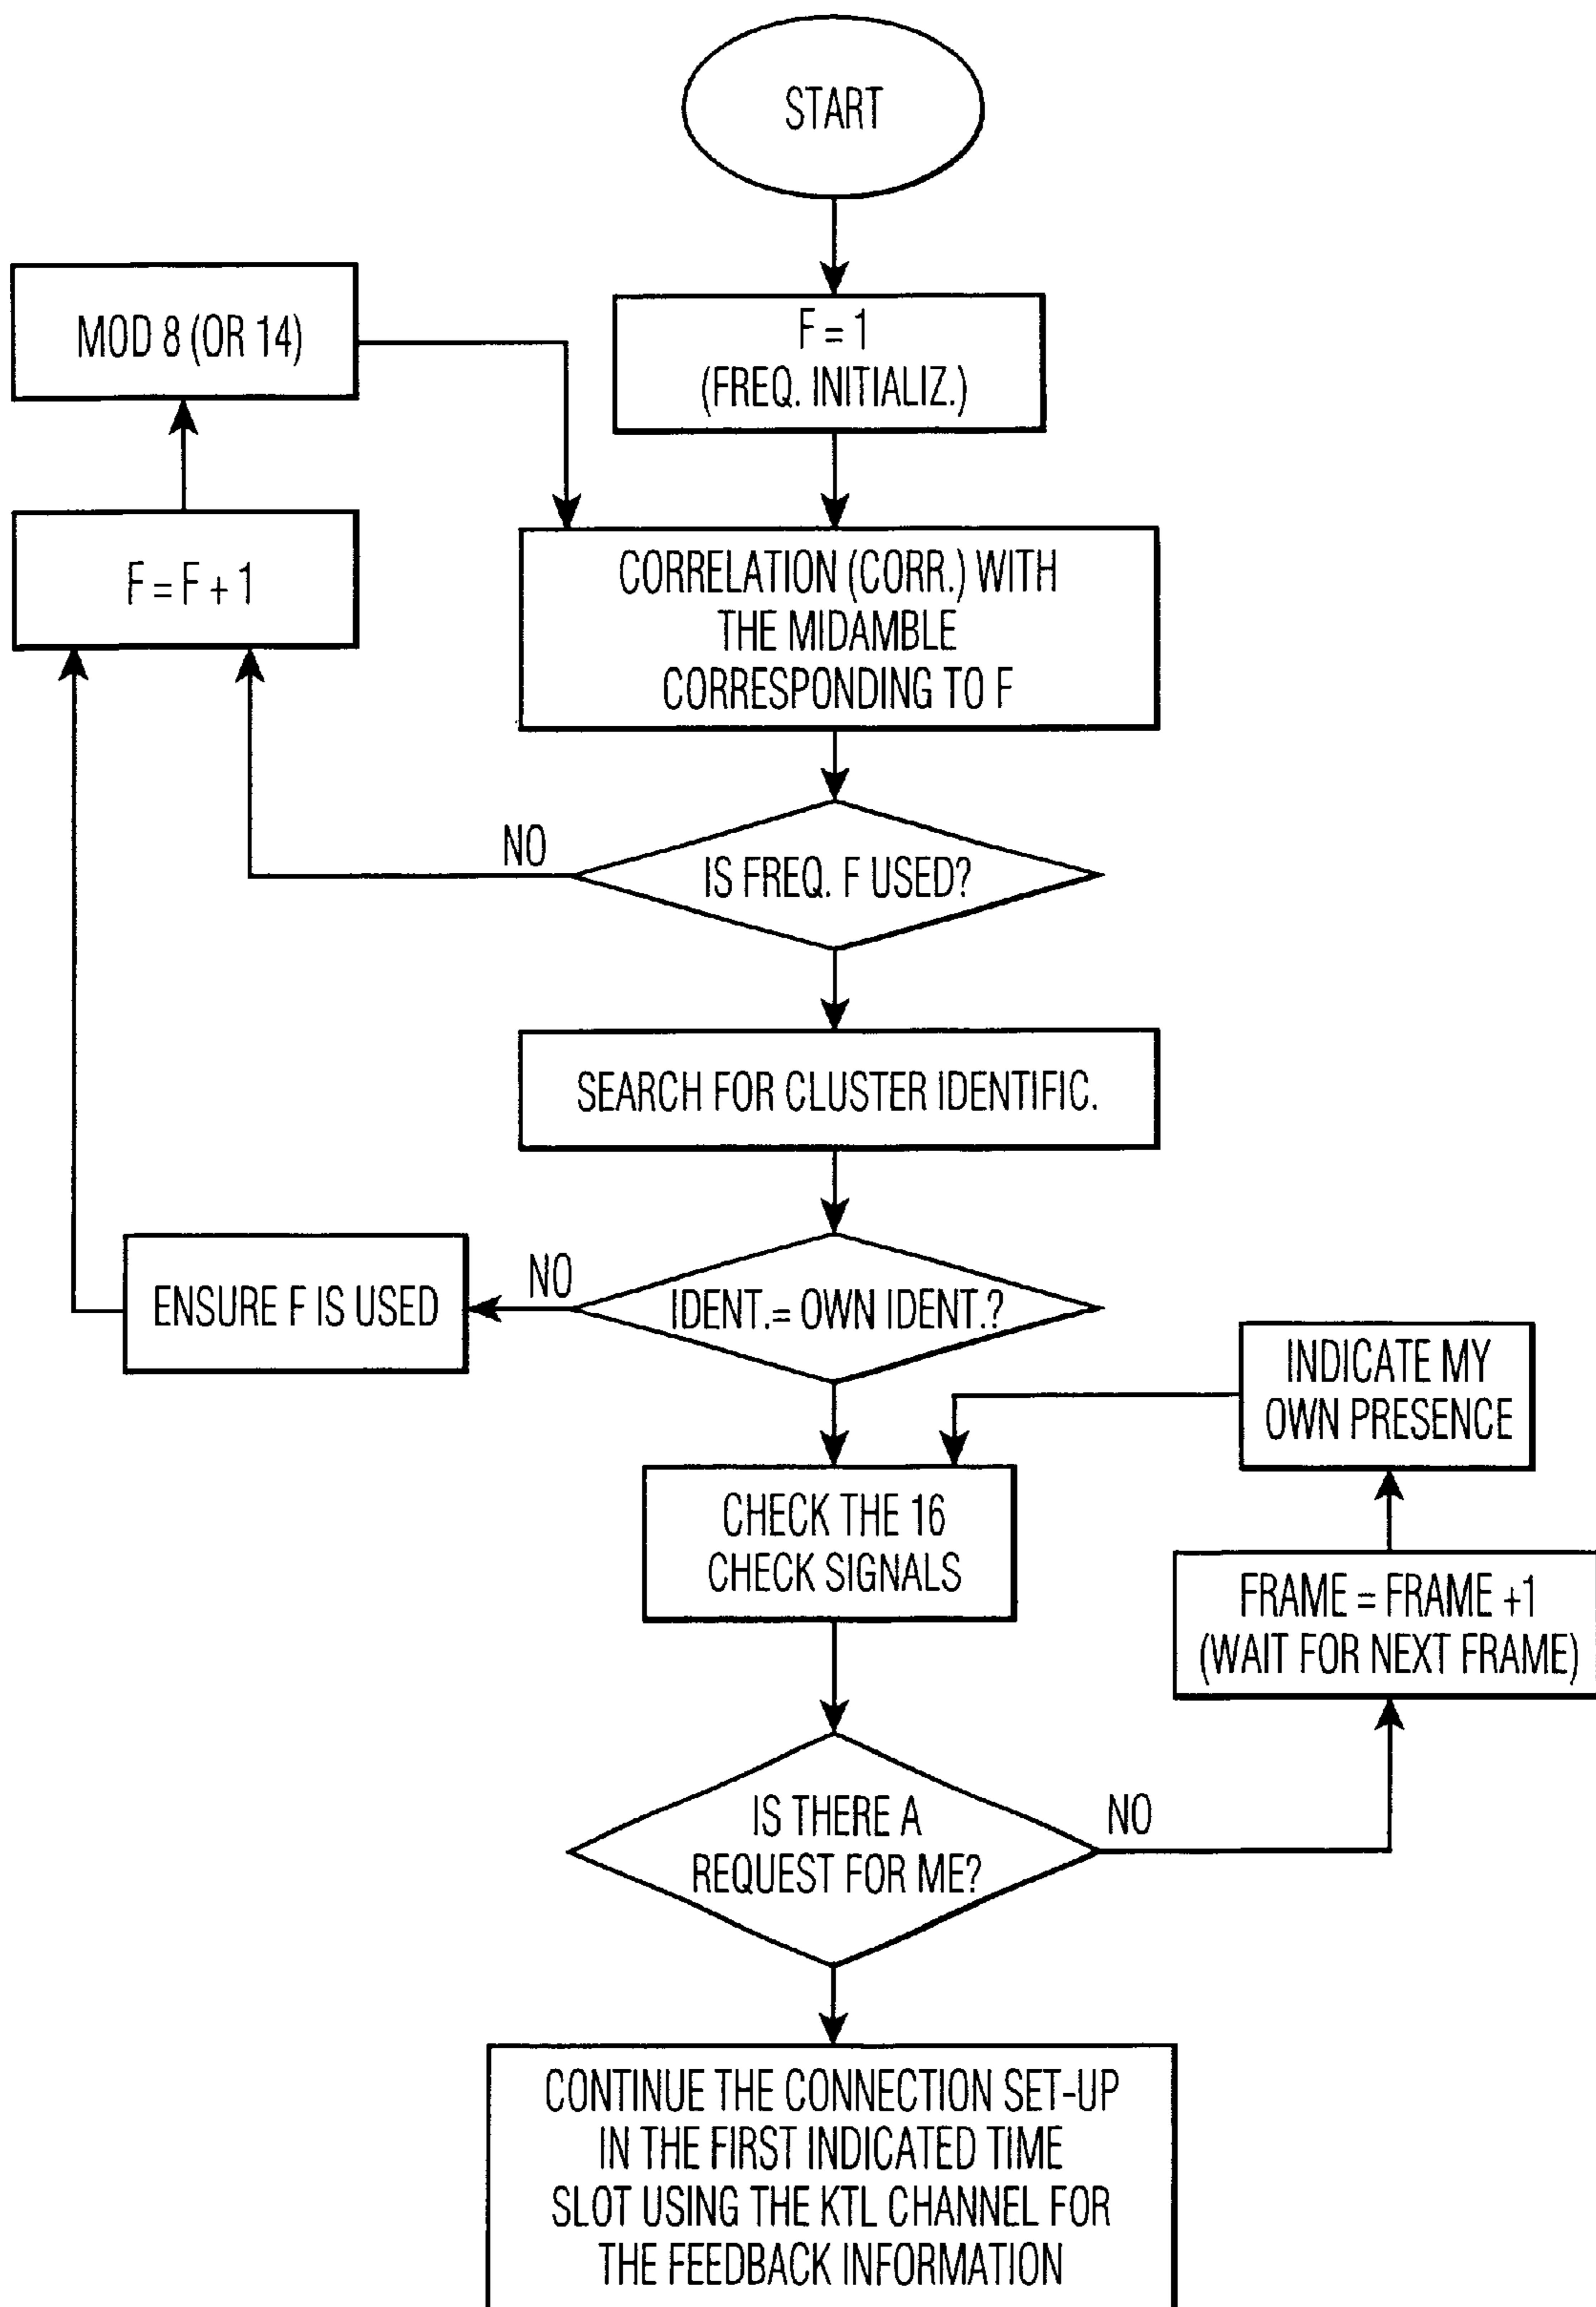 START
F = 1
(FREQ. INITIALIZ.)
MOD 8 (OR 14)
F = F + 1
CORRELATION (CORR.) WITH
THE MIDAMBLE
CORRESPONDING TO F
NO
IS FREQ. F USED?
SEARCH FOR CLUSTER IDENTIFIC.
NO
IDENT.= OWN IDENT.?
ENSURE F IS USED
INDICATE MY
OWN PRESENCE
CHECK THE 16
CHECK SIGNALS
FRAME = FRAME +1
(WAIT FOR NEXT FRAME)
IS THERE A
REQUEST FOR ME?
NO
CONTINUE THE CONNECTION SET-UP
IN THE FIRST INDICATED TIME
SLOT USING THE KTL CHANNEL FOR
THE FEEDBACK INFORMATION